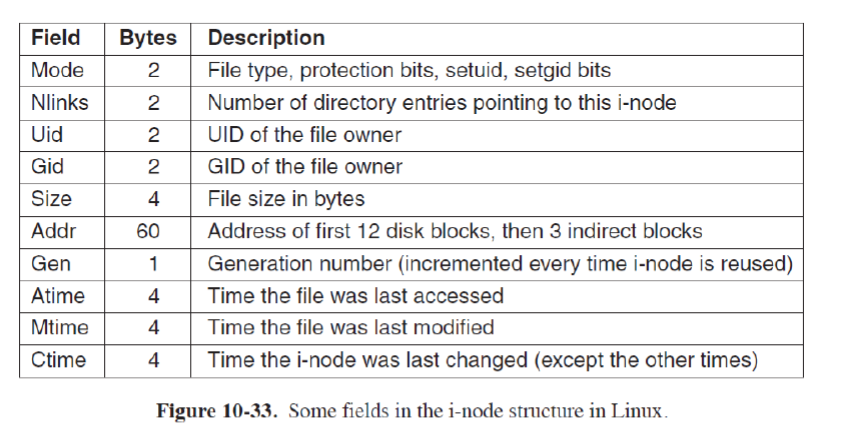 Field Bytes Description
Mode 2 File type, protection bits, setuid, setgid bits
Nlinks 2 Number of directory entries pointing to this i-node
Uid 2 UID of the file owner
Gid 2 GID of the file owner
Size 4 File size in bytes
Addr 60 Address of first 12 disk blocks, then 3 indirect blocks
Gen 1 Generation number (incremented every time i-node is reused)
Atime 4 Time the file was last accessed
Mtime 4 Time the file was last modified
Ctime 4 Time the i-node was last changed (except the other times)
Figure 10-33. Some fields in the i-node structure in Linux.